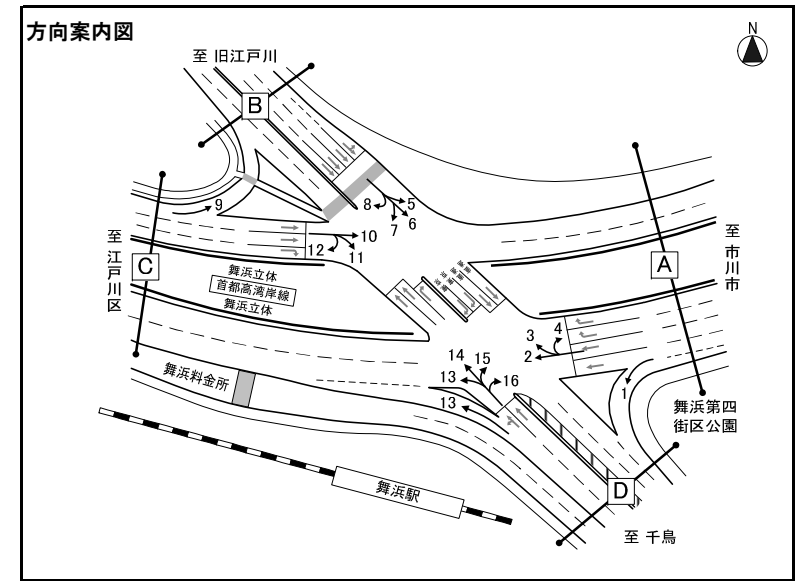 方向案内図
N
至 旧江戸川
B
9
8
5
6
7
10
12
11
至 江戸川区
C
舞浜立体
首都高湾岸線
舞浜立体
A
至 市川市
3
4
2
1
14
15
13
16
13
舞浜料金所
舞浜第四
街区公園
舞浜駅
D
至 千鳥